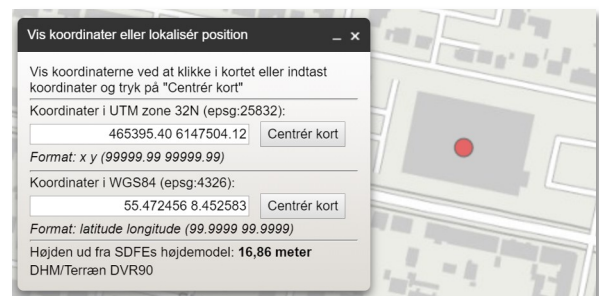 Vis koordinater eller lokalisér position
Vis koordinaterne ved at klikke i kortet eller indtast
koordinater og tryk på "Centrér kort"
Koordinater i UTM zone 32N (epsg:25832):
465395.40 6147504.12 Centrér kort
Format: x y (99999.99 99999.99)
Koordinater i WGS84 (epsg:4326):
55.472456 8.452583 Centrér kort
Format: latitude longitude (99.9999 99.9999)
Højden ud fra SDFEs højdemodel: 16,86 meter
DHM/Terræn DVR90